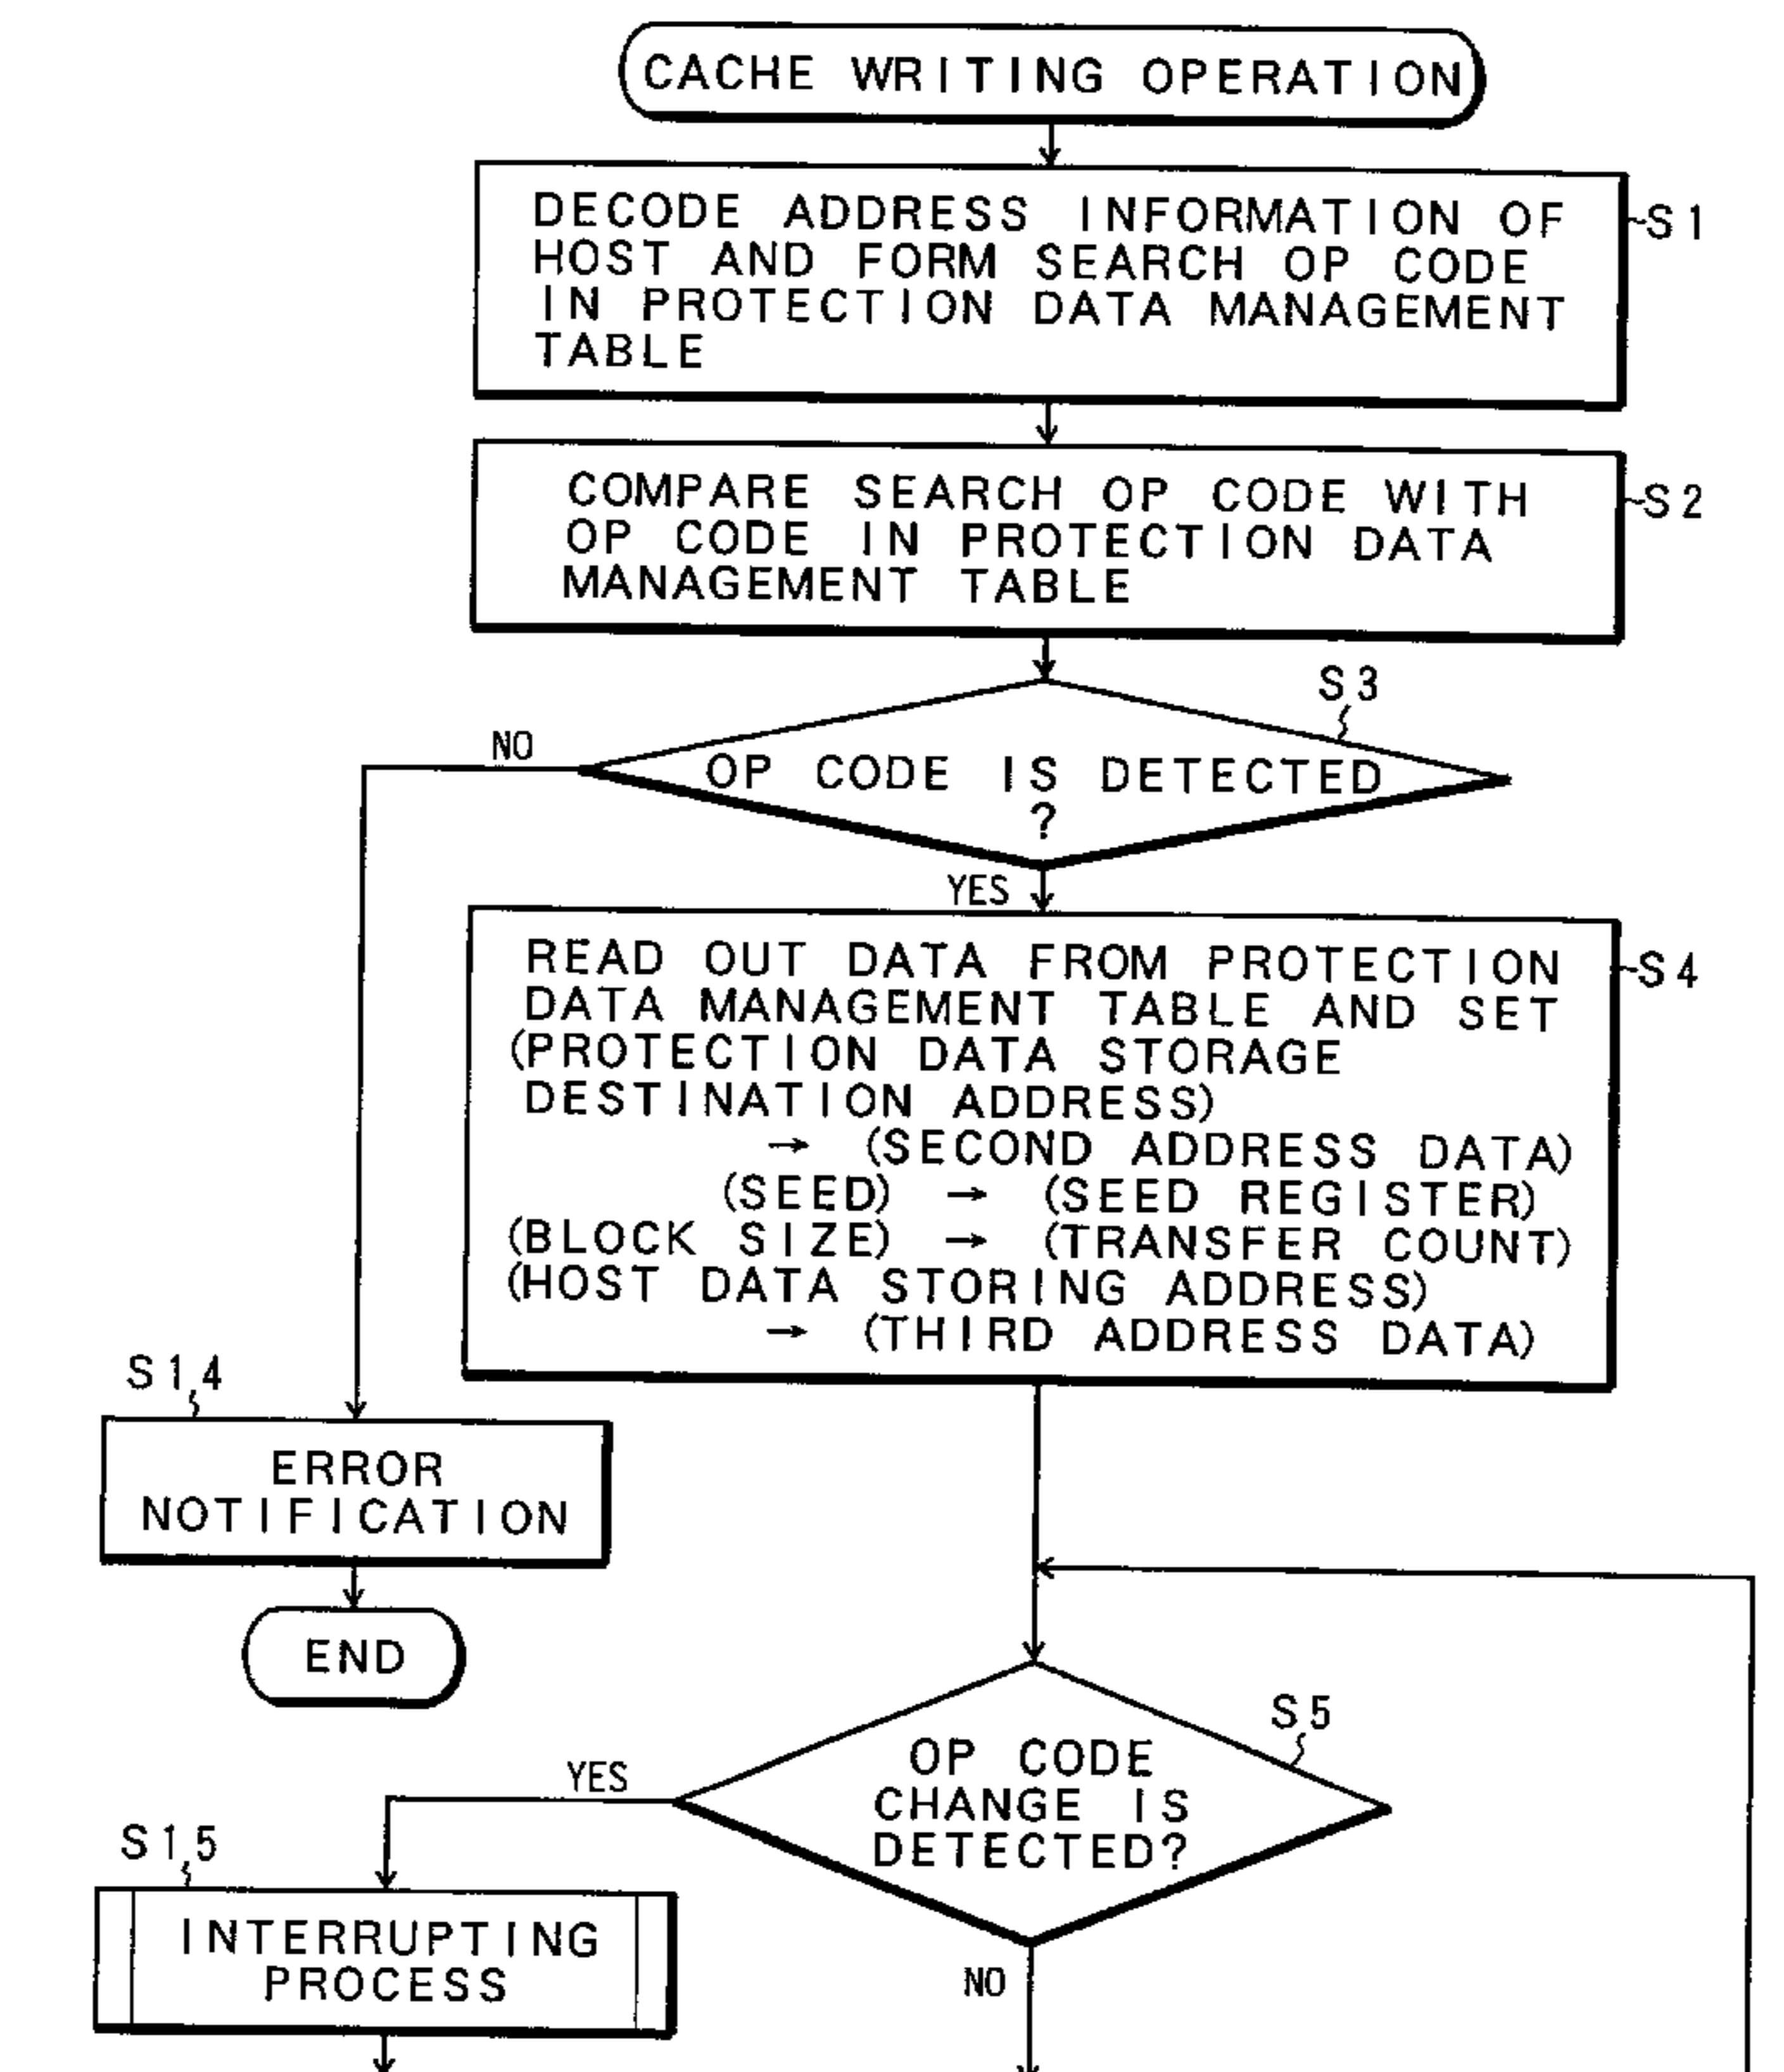 CACHE WRITING OPERATION
DECODE ADDRESS INFORMATION OF
HOST AND FORM SEARCH OP CODE
IN PROTECTION DATA MANAGEMENT
TABLE
S1
COMPARE SEARCH OP CODE WITH
OP CODE IN PROTECTION DATA
MANAGEMENT TABLE
S2
S3
NO
OP CODE IS DETECTED
?
YES
READ OUT DATA FROM PROTECTION
DATA MANAGEMENT TABLE AND SET
(PROTECTION DATA STORAGE
DESTINATION ADDRESS)
→ (SECOND ADDRESS DATA)
(SEED) → (SEED REGISTER)
(BLOCK SIZE) → (TRANSFER COUNT)
(HOST DATA STORING ADDRESS)
→ (THIRD ADDRESS DATA)
S4
S14
ERROR
NOTIFICATION
END
S5
OP CODE
CHANGE IS
DETECTED?
YES
S15
INTERRUPTING
PROCESS
NO